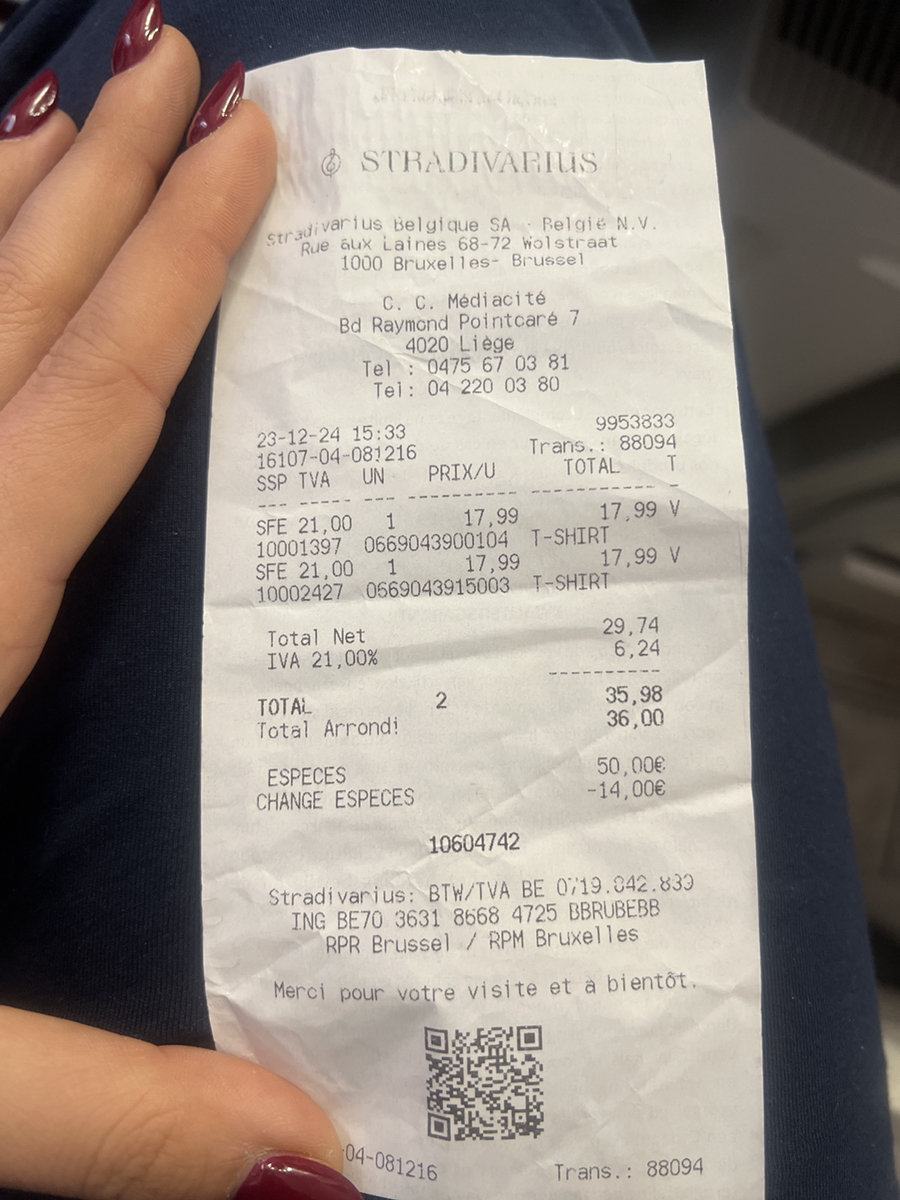 STRADIVARIUS
Stradivarius Belgique SA - België N.V.
Rue aux Laines 68-72 Wolstraat
1000 Bruxelles- Brussel
C. C. Médiacité
Bd Raymond Pointcaré 7
4020 Liège
Tel : 0475 67 03 81
Tel: 04 220 03 80
23-12-24 15:33 9953833
16107-04-081216 Trans.: 88094
SSP TVA UN PRIX/U TOTAL T
--- ----- --- ---------- ----------- -
SFE 21,00 1 17,99 17,99 V
10001397 0669043900104 T-SHIRT
SFE 21,00 1 17,99 17,99 V
10002427 0669043915003 T-SHIRT
Total Net 29,74
IVA 21,00% 6,24
----------
TOTAL 2 35,98
Total Arrondi 36,00
ESPECES 50,00€
CHANGE ESPECES -14,00€
10604742
Stradivarius: BTW/TVA BE
ING BE70 3631 8668 4725 BBRUBEBB
RPR Brussel / RPM Bruxelles
Merci pour votre visite et à bientôt.
-04-081216 Trans.: 88094